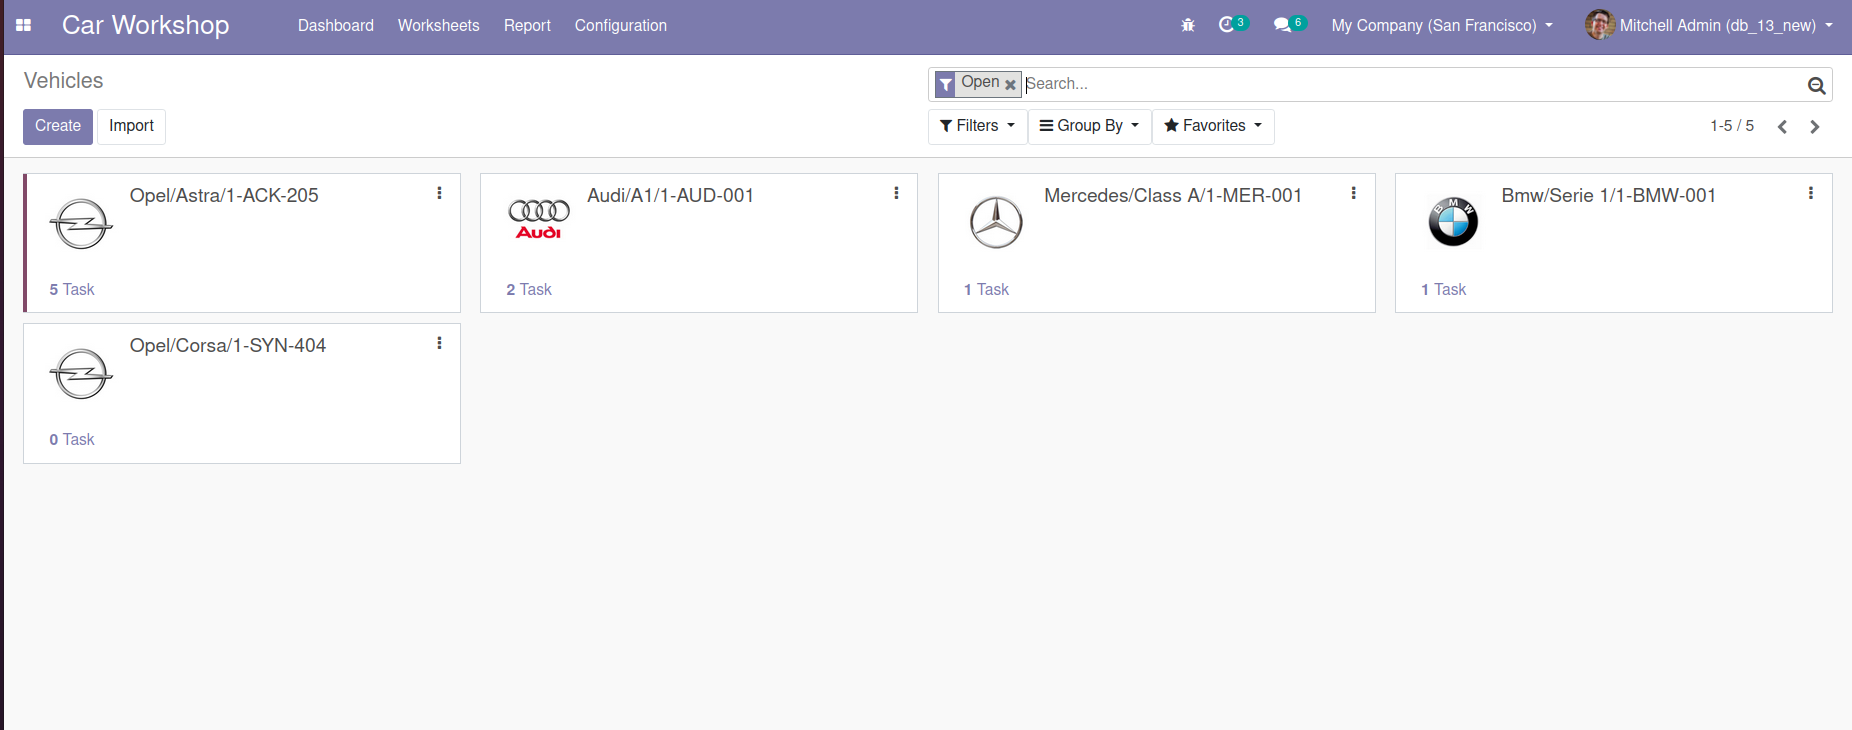 Car Workshop Dashboard Worksheets Report Configuration 3 6 My Company (San Francisco) Mitchell Admin (db_13_new)
Vehicles
Open Search...
Create Import
Filters Group By Favorites 1-5 / 5
Opel/Astra/1-ACK-205
5 Task
Audi/A1/1-AUD-001
Audi
2 Task
Mercedes/Class A/1-MER-001
1 Task
Bmw/Serie 1/1-BMW-001
BMW
1 Task
Opel/Corsa/1-SYN-404
0 Task